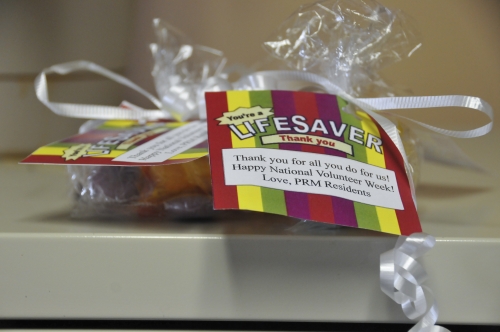 You're a
LIFESAVER
Thank you
Thank you for all you do for us!
Happy National Volunteer Week!
Love, PRM Residents